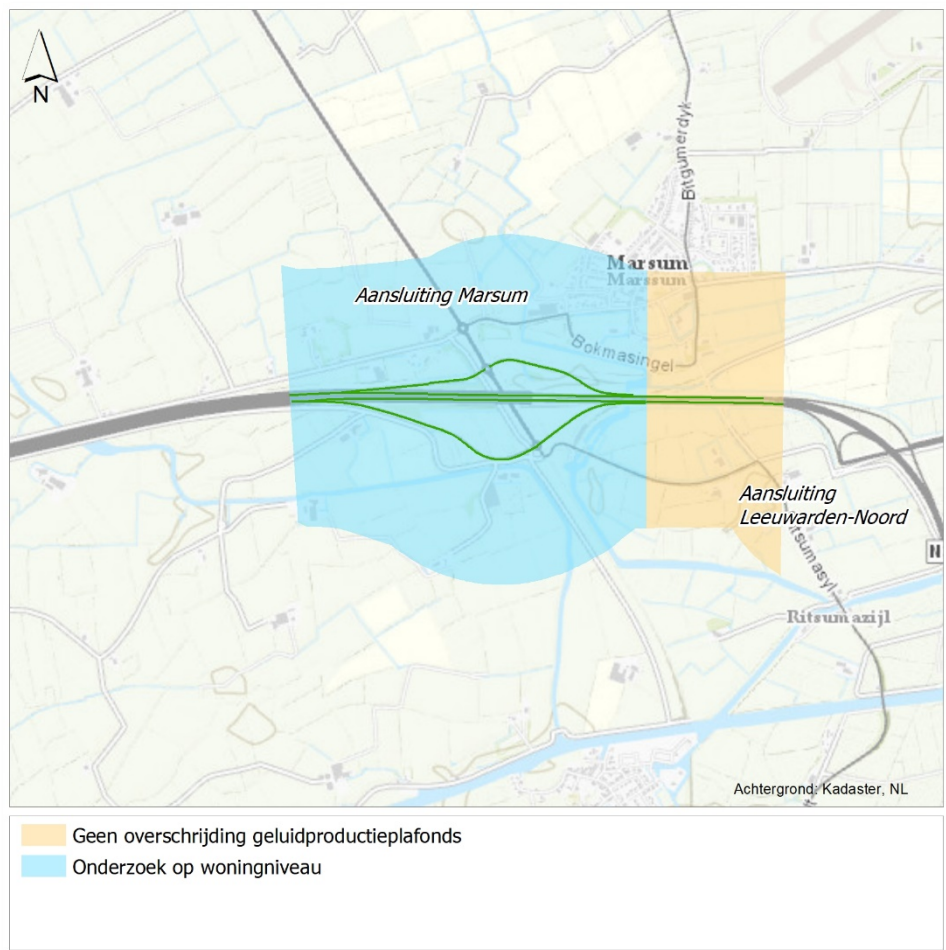 N
Bitgumerdyk
Marsum
Marssum
Aansluiting Marsum
Bokmasingel
Aansluiting
Leeuwarden-Noord
N
Ritsumasyl
Ritsumazijl
Achtergrond: Kadaster, NL
Geen overschrijding geluidproductieplafonds
Onderzoek op woningniveau